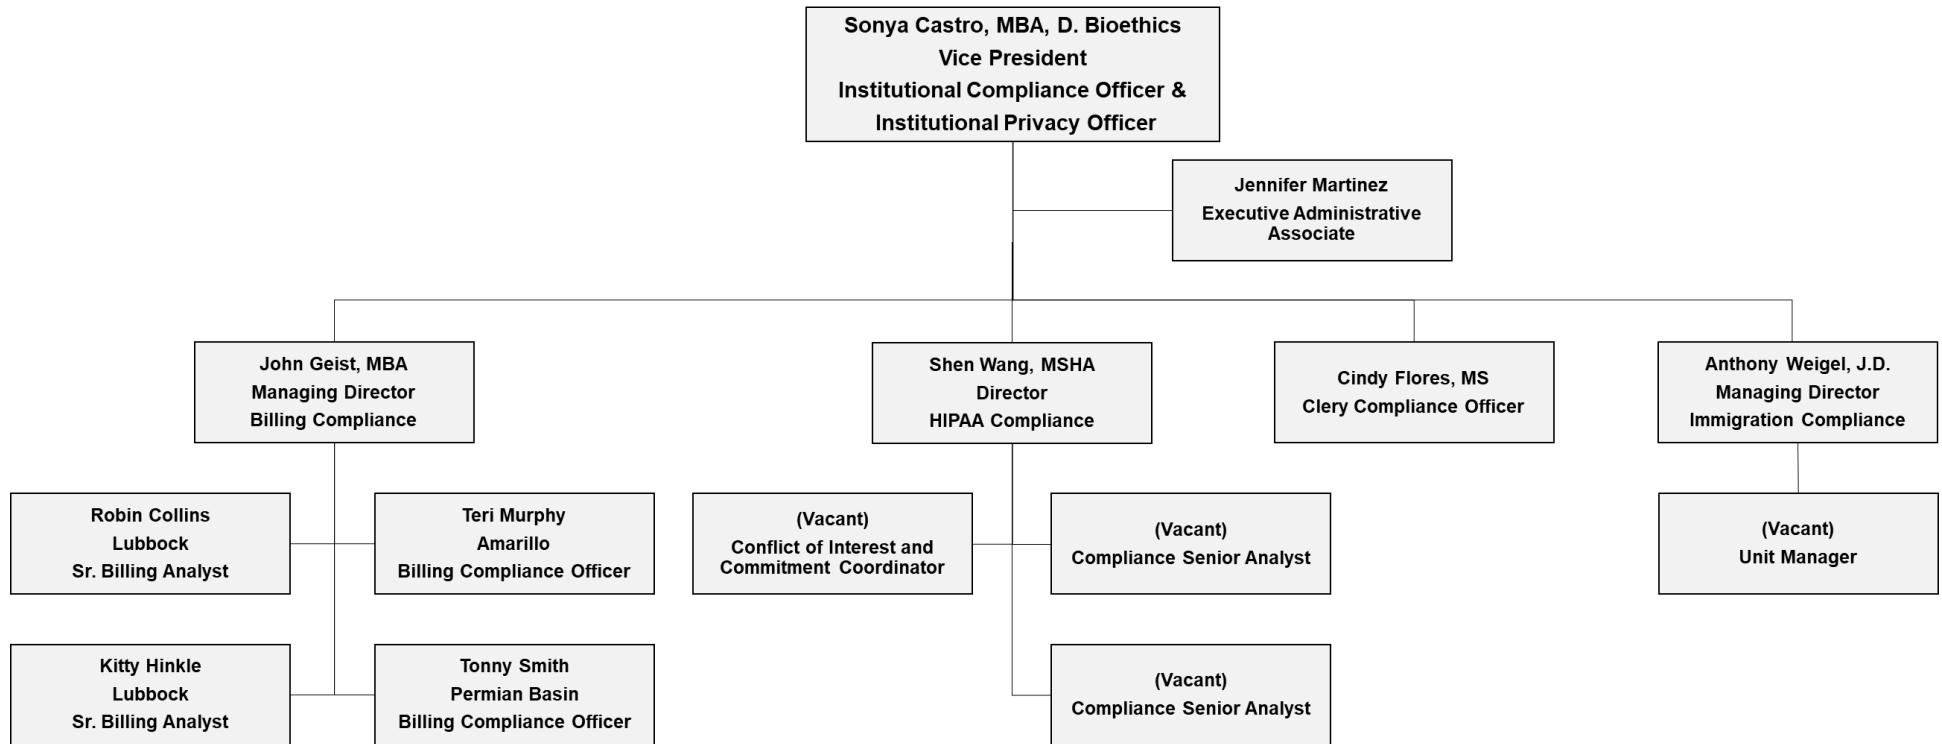 Sonya Castro, MBA, D. Bioethics
Vice President
Institutional Compliance Officer &
Institutional Privacy Officer
Jennifer Martinez
Executive Administrative
Associate
John Geist, MBA
Managing Director
Billing Compliance
Shen Wang, MSHA
Director
HIPAA Compliance
Cindy Flores, MS
Clery Compliance Officer
Anthony Weigel, J.D.
Managing Director
Immigration Compliance
Robin Collins
Lubbock
Sr. Billing Analyst
Teri Murphy
Amarillo
Billing Compliance Officer
(Vacant)
Conflict of Interest and
Commitment Coordinator
(Vacant)
Compliance Senior Analyst
(Vacant)
Unit Manager
Kitty Hinkle
Lubbock
Sr. Billing Analyst
Tonny Smith
Permian Basin
Billing Compliance Officer
(Vacant)
Compliance Senior Analyst